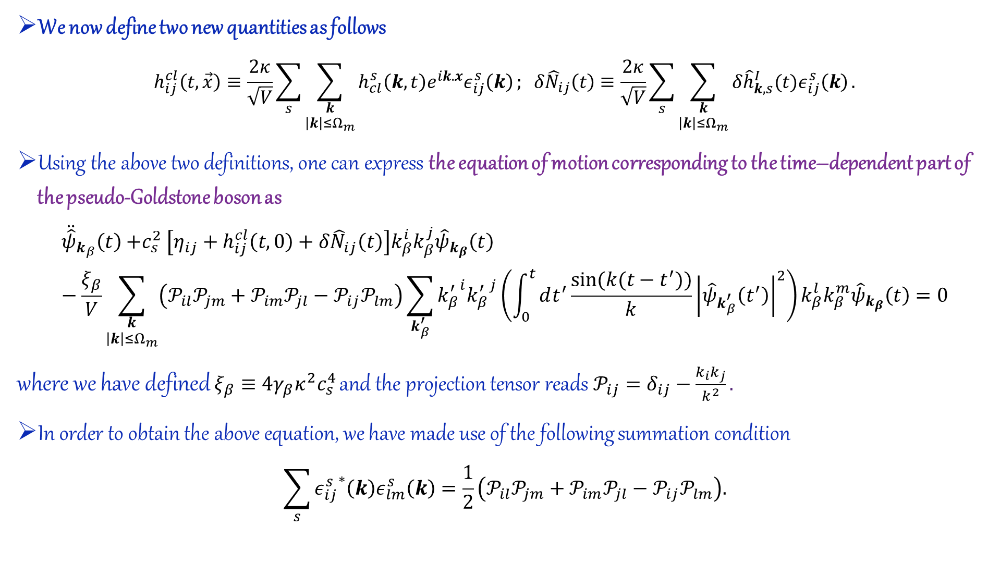 ➢We now define two new quantities as follows
$h_{ij}^{cl}(t,\vec{x}) \equiv \frac{2\kappa}{\sqrt{V}} \sum_{s} \sum_{\substack{\boldsymbol{k} \\ |\boldsymbol{k}| \leq \Omega_m}} h_{cl}^{s}(\boldsymbol{k},t) e^{i\boldsymbol{k}.\boldsymbol{x}} \epsilon_{ij}^{s}(\boldsymbol{k}) \, ; \;\; \delta\hat{N}_{ij}(t) \equiv \frac{2\kappa}{\sqrt{V}} \sum_{s} \sum_{\substack{\boldsymbol{k} \\ |\boldsymbol{k}| \leq \Omega_m}} \delta\hat{h}_{\boldsymbol{k},s}^{I}(t) \epsilon_{ij}^{s}(\boldsymbol{k}) \, .$
➢Using the above two definitions, one can express the equation of motion corresponding to the time–dependent part of
the pseudo-Goldstone boson as
$\ddot{\hat{\psi}}_{\boldsymbol{k}_\beta}(t) + c_s^2 \left[ \eta_{ij} + h_{ij}^{cl}(t,0) + \delta\hat{N}_{ij}(t) \right] k_\beta^i k_\beta^j \hat{\psi}_{\boldsymbol{k}_\beta}(t)$
$- \frac{\xi_\beta}{V} \sum_{\substack{\boldsymbol{k} \\ |\boldsymbol{k}| \leq \Omega_m}} \left( \mathcal{P}_{il}\mathcal{P}_{jm} + \mathcal{P}_{im}\mathcal{P}_{jl} - \mathcal{P}_{ij}\mathcal{P}_{lm} \right) \sum_{\boldsymbol{k}'_\beta} {k'_\beta}^i {k'_\beta}^j \left( \int_0^t dt' \frac{\sin(k(t-t'))}{k} \left| \hat{\psi}_{\boldsymbol{k}'_\beta}(t') \right|^2 \right) k_\beta^l k_\beta^m \hat{\psi}_{\boldsymbol{k}_\beta}(t) = 0$
where we have defined $\xi_\beta \equiv 4\gamma_\beta \kappa^2 c_s^4$ and the projection tensor reads $\mathcal{P}_{ij} = \delta_{ij} - \frac{k_i k_j}{k^2}$.
➢In order to obtain the above equation, we have made use of the following summation condition
$\sum_{s} {\epsilon_{ij}^{s}}^{*}(\boldsymbol{k}) \epsilon_{lm}^{s}(\boldsymbol{k}) = \frac{1}{2} \left( \mathcal{P}_{il}\mathcal{P}_{jm} + \mathcal{P}_{im}\mathcal{P}_{jl} - \mathcal{P}_{ij}\mathcal{P}_{lm} \right).$